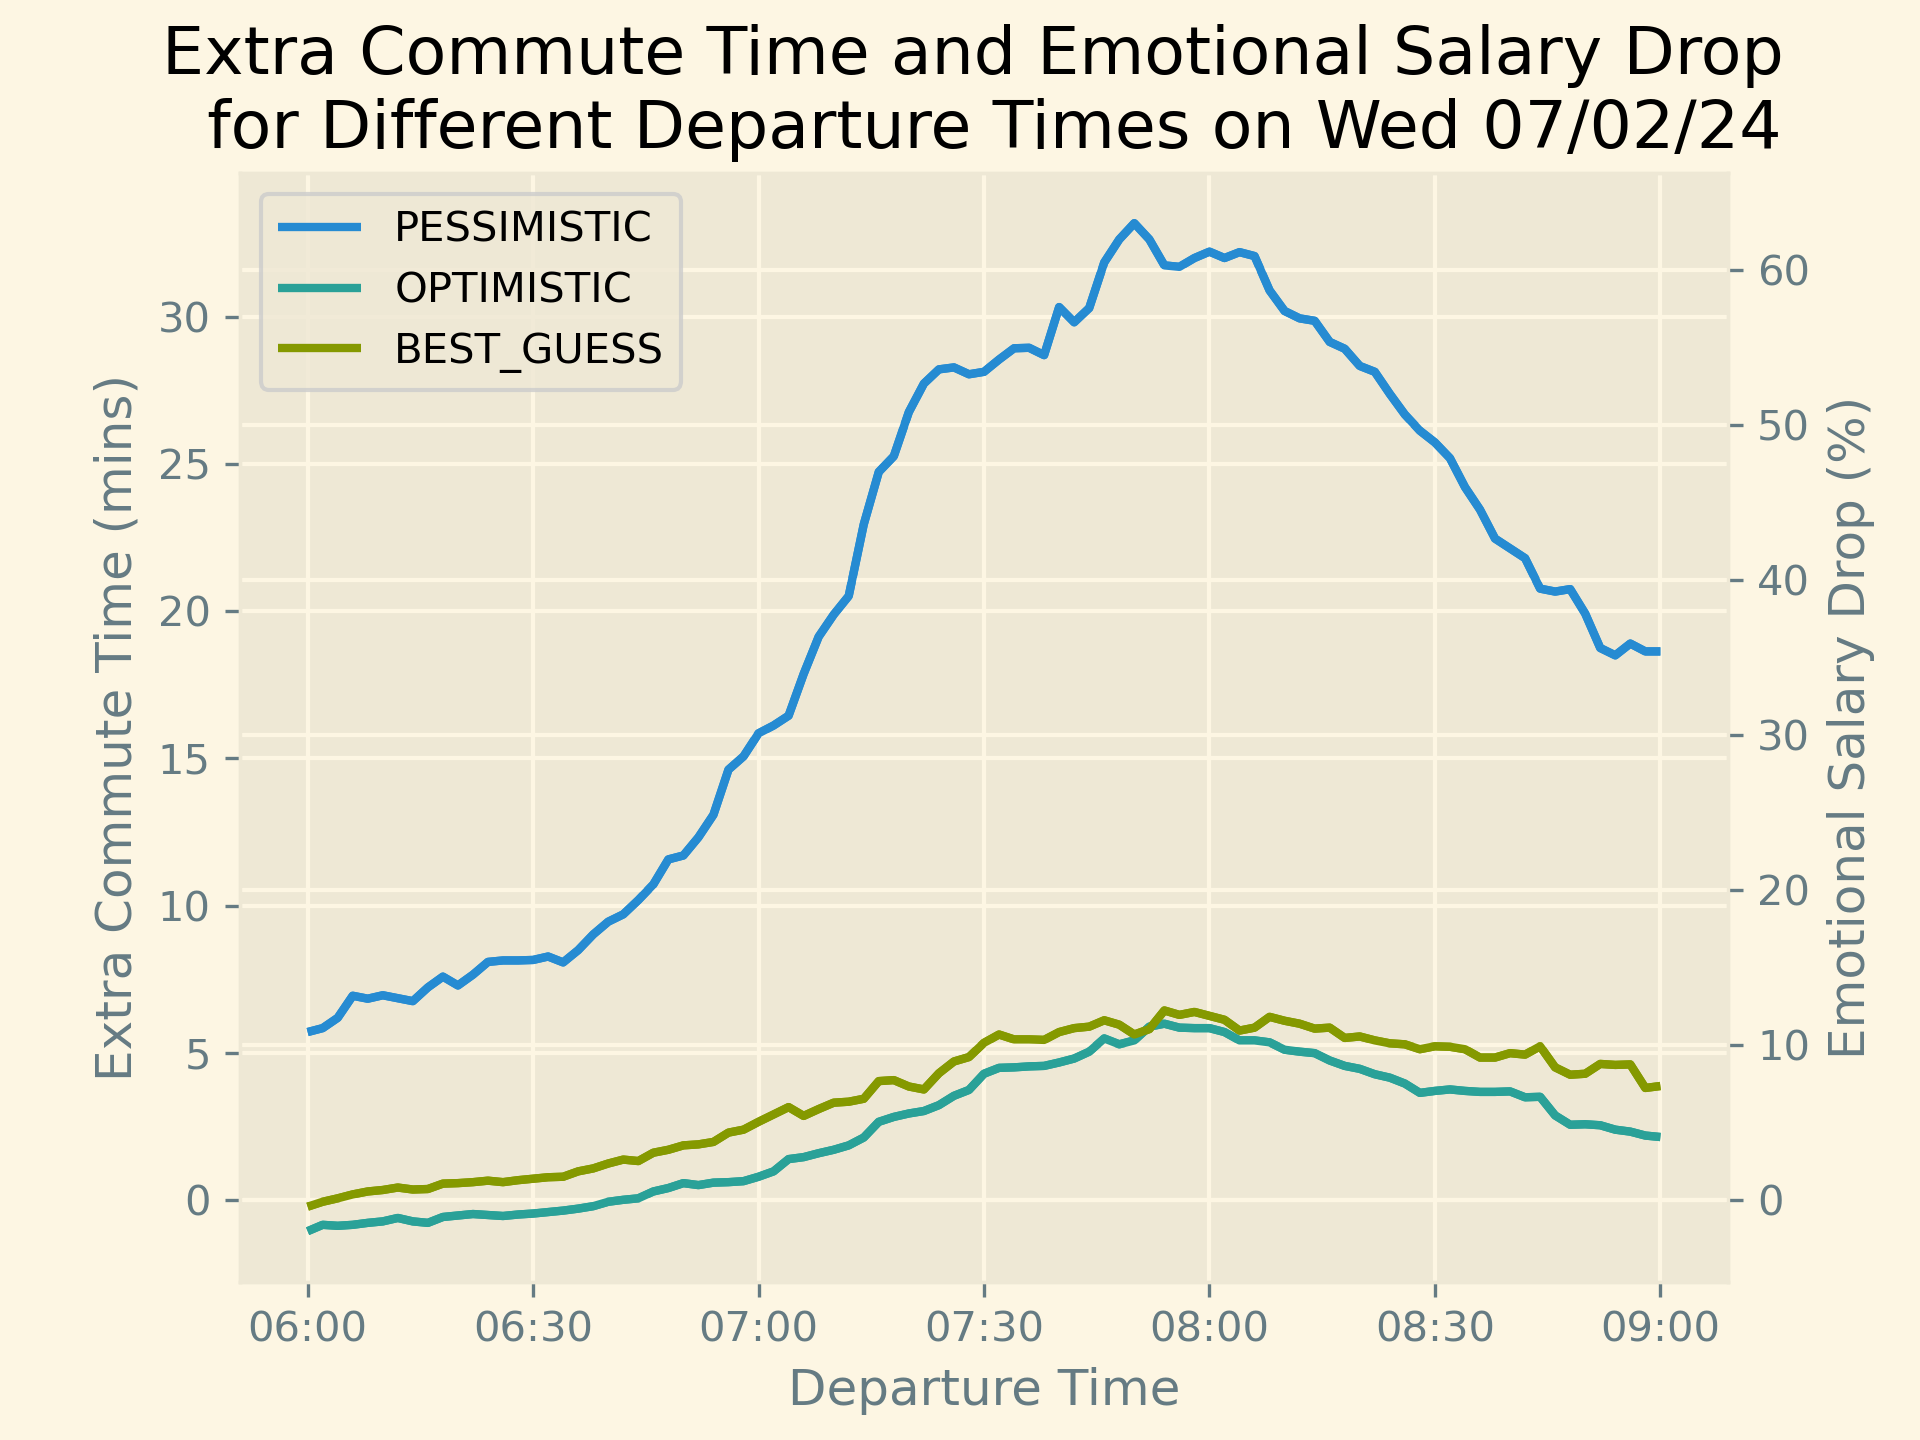 Extra Commute Time and Emotional Salary Drop
for Different Departure Times on Wed 07/02/24
PESSIMISTIC
OPTIMISTIC
BEST_GUESS
Extra Commute Time (mins)
30
25
20
15
10
5
0
60
50
40
30
20
10
0
Emotional Salary Drop (%)
06:00 06:30 07:00 07:30 08:00 08:30 09:00
Departure Time